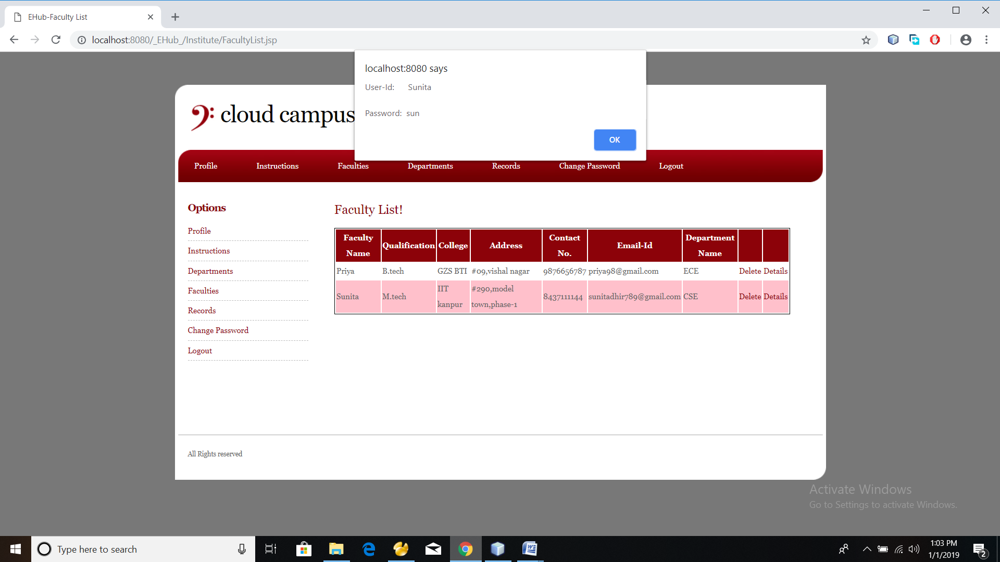 EHub-Faculty List
localhost:8080/_EHub_/Institute/FacultyList.jsp
localhost:8080 says
User-Id: Sunita
Password: sun
OK
cloud campus
Profile Instructions Faculties Departments Records Change Password Logout
Options
Profile
Instructions
Departments
Faculties
Records
Change Password
Logout
Faculty List!
Faculty Name Qualification College Address Contact No. Email-Id Department Name
Priya B.tech GZS BTI #09,vishal nagar 9876656787 priya98@gmail.com ECE Delete Details
Sunita M.tech IIT kanpur #290,model town,phase-1 8437111144 sunitadhir789@gmail.com CSE Delete Details
All Rights reserved
Activate Windows
Go to Settings to activate Windows.
Type here to search
1:03 PM
1/1/2019
2